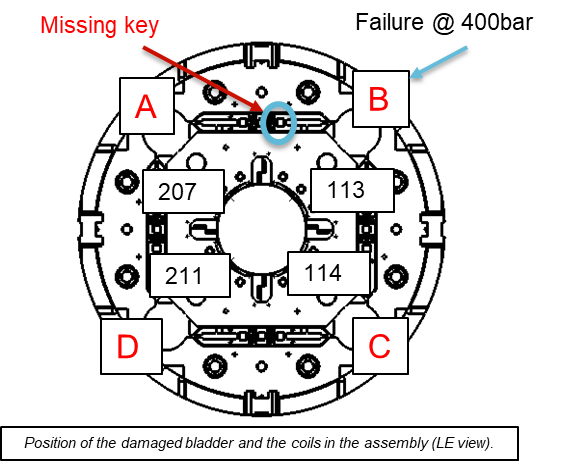 Missing key
Failure @ 400bar
A
B
207
113
211
114
D
C
Position of the damaged bladder and the coils in the assembly (LE view).